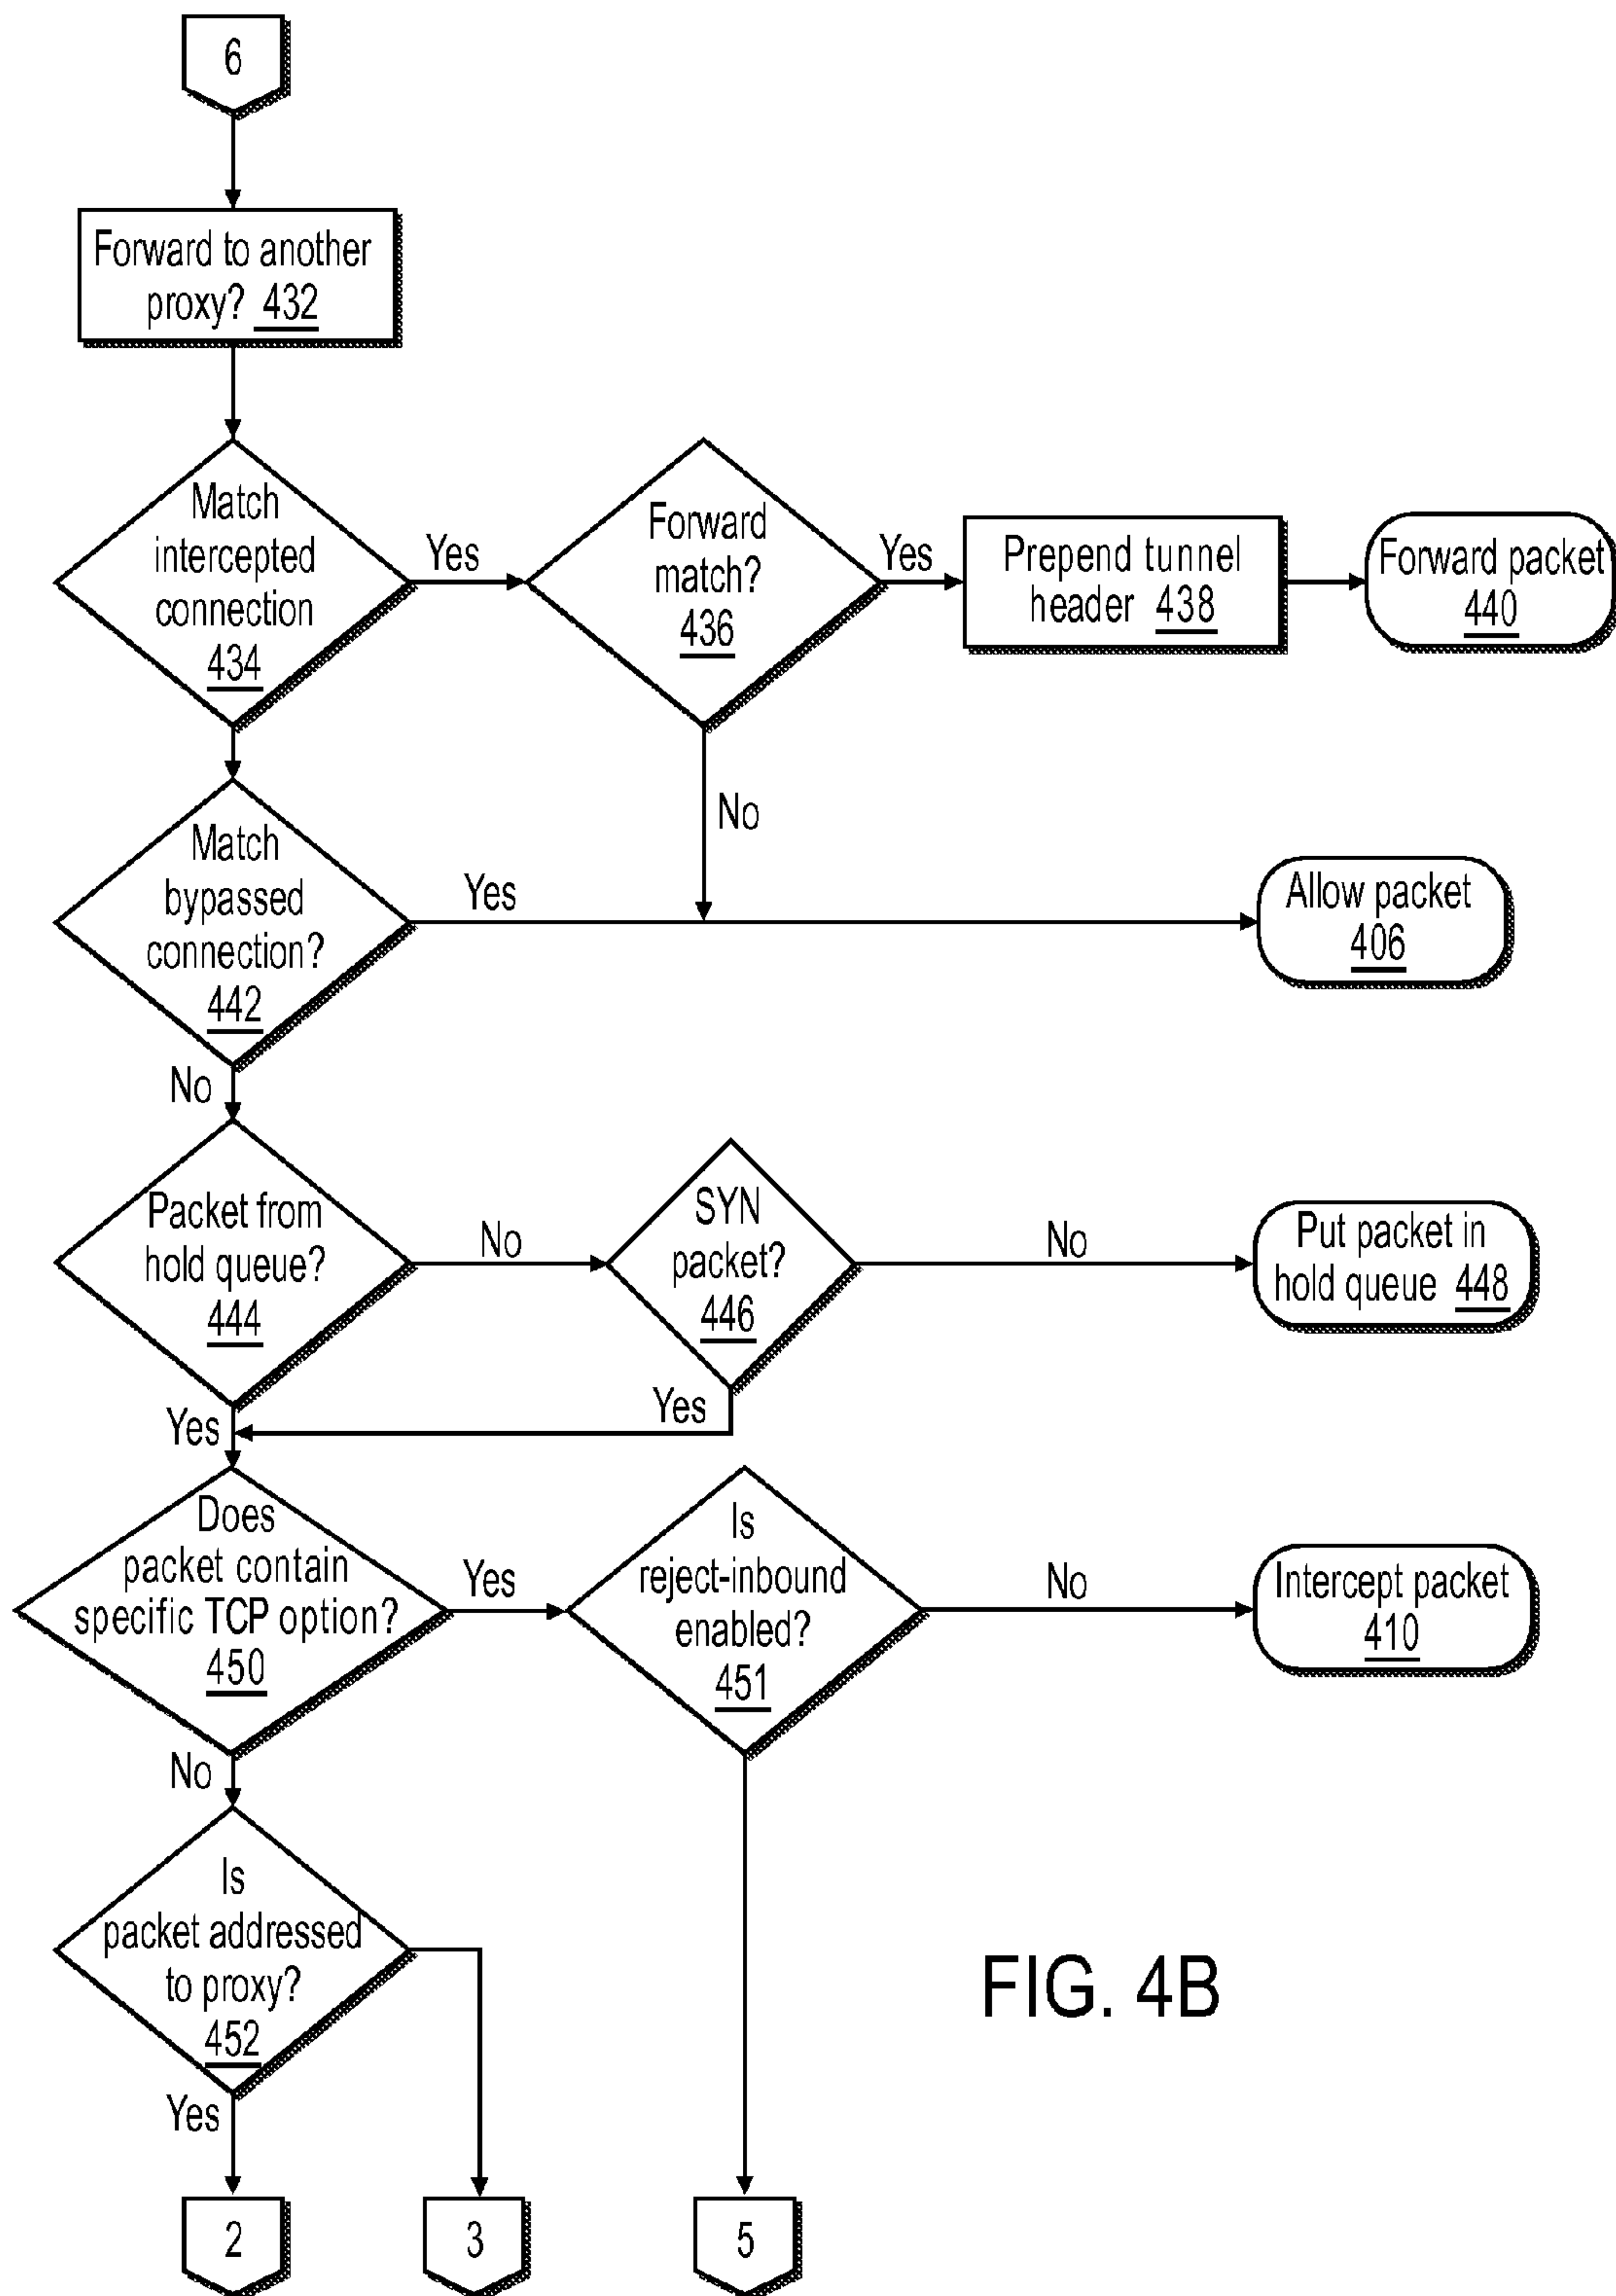 6
Forward to another
proxy? 432
Match
intercepted
connection
434
Yes
Forward
match?
436
Yes
Prepend tunnel
header 438
Forward packet
440
No
Match
bypassed
connection?
442
Yes
Allow packet
406
No
Packet from
hold queue?
444
No
SYN
packet?
446
No
Put packet in
hold queue 448
Yes
Yes
Does
packet contain
specific TCP option?
450
Yes
Is
reject-inbound
enabled?
451
No
Intercept packet
410
No
Is
packet addressed
to proxy?
452
Yes
FIG. 4B
2
3
5